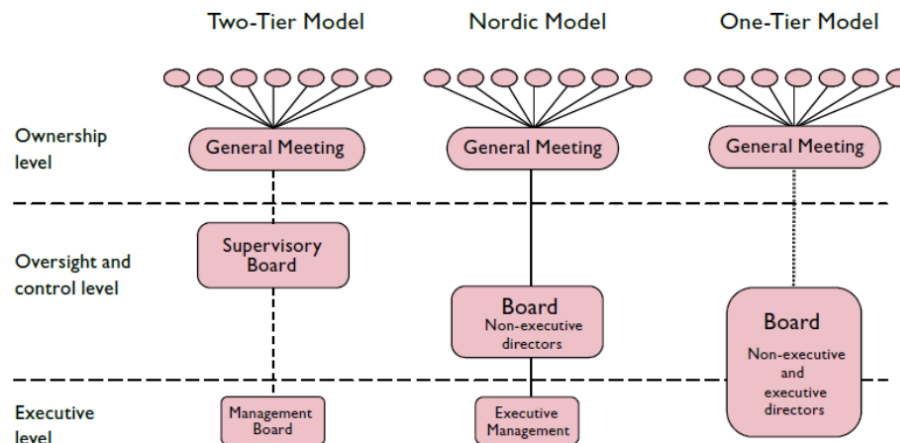 Two-Tier Model
Nordic Model
One-Tier Model
Ownership
level
General Meeting
General Meeting
General Meeting
Oversight and
control level
Supervisory
Board
Board
Non-executive
directors
Board
Non-executive
and
executive
directors
Executive
level
Management
Board
Executive
Management